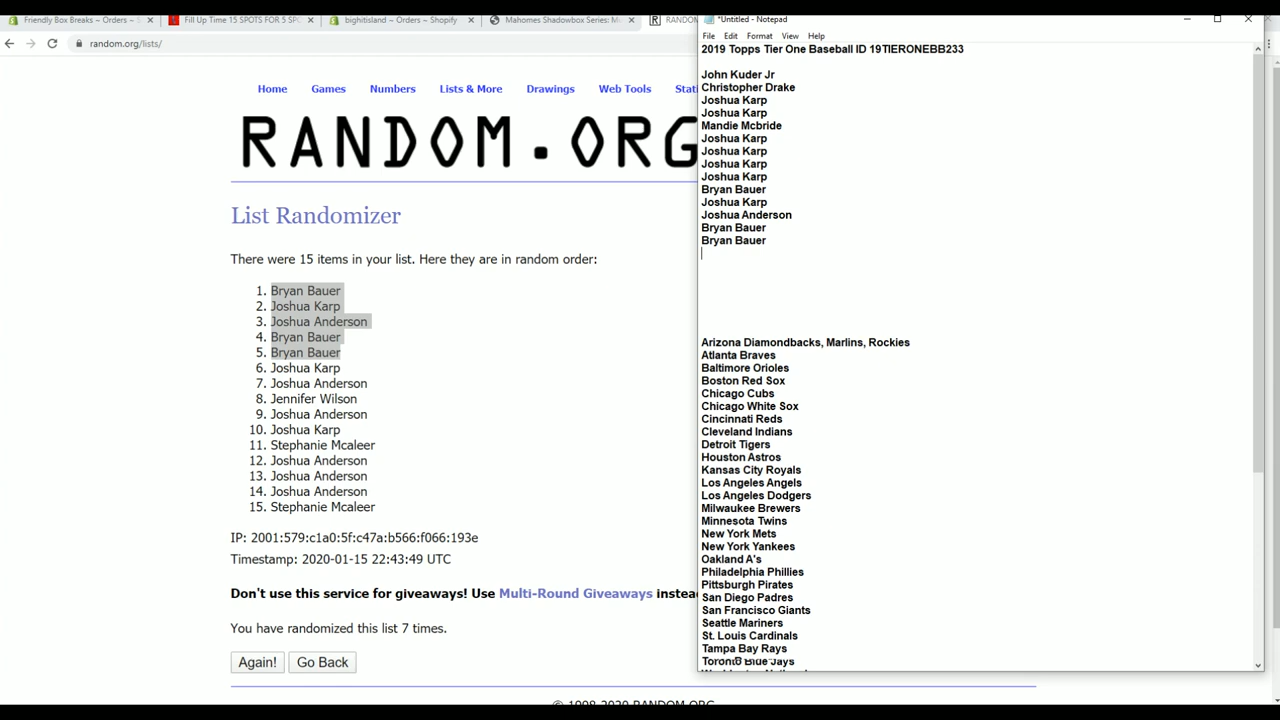 Friendly Box Breaks ~ Orders ~ S
Fill Up Time 15 SPOTS FOR 5 SPO
bighitisland ~ Orders ~ Shopify
Mahomes Shadowbox Series: M
RANDOM
random.org/lists/
Home Games Numbers Lists & More Drawings Web Tools Stati
RANDOM.ORG
List Randomizer
There were 15 items in your list. Here they are in random order:
1. Bryan Bauer
2. Joshua Karp
3. Joshua Anderson
4. Bryan Bauer
5. Bryan Bauer
6. Joshua Karp
7. Joshua Anderson
8. Jennifer Wilson
9. Joshua Anderson
10. Joshua Karp
11. Stephanie Mcaleer
12. Joshua Anderson
13. Joshua Anderson
14. Joshua Anderson
15. Stephanie Mcaleer
IP: 2001:579:c1a0:5f:c47a:b566:f066:193e
Timestamp: 2020-01-15 22:43:49 UTC
Don't use this service for giveaways! Use Multi-Round Giveaways instea
You have randomized this list 7 times.
Again! Go Back
© 1998-2020 RANDOM.ORG
*Untitled - Notepad
File Edit Format View Help
2019 Topps Tier One Baseball ID 19TIERONEBB233
John Kuder Jr
Christopher Drake
Joshua Karp
Joshua Karp
Mandie Mcbride
Joshua Karp
Joshua Karp
Joshua Karp
Joshua Karp
Bryan Bauer
Joshua Karp
Joshua Anderson
Bryan Bauer
Bryan Bauer
Arizona Diamondbacks, Marlins, Rockies
Atlanta Braves
Baltimore Orioles
Boston Red Sox
Chicago Cubs
Chicago White Sox
Cincinnati Reds
Cleveland Indians
Detroit Tigers
Houston Astros
Kansas City Royals
Los Angeles Angels
Los Angeles Dodgers
Milwaukee Brewers
Minnesota Twins
New York Mets
New York Yankees
Oakland A's
Philadelphia Phillies
Pittsburgh Pirates
San Diego Padres
San Francisco Giants
Seattle Mariners
St. Louis Cardinals
Tampa Bay Rays
Toronto Blue Jays